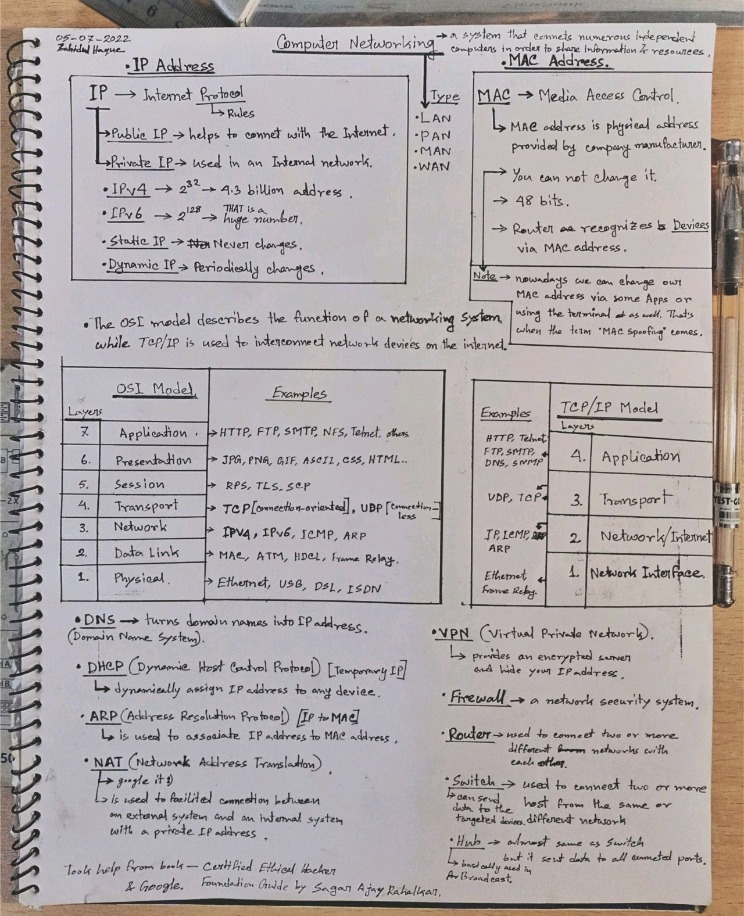 05-07-2022
Zahidul Haque
Computer Networking → a system that connets numerous independent
computers in order to share Information & resources.
Type
• LAN
• PAN
• MAN
• WAN
• IP Address
IP → Internet Protocol
↳ Rules
→ Public IP → helps to connet with the Internet.
→ Private IP → used in an Internal network.
• IPv4 → 2^32 → 4.3 billion address.
• IPv6 → 2^128 → THAT is a
huge number.
• Static IP → Never changes.
• Dynamic IP → Periodically changes.
• MAC Address.
MAC → Media Access Control.
↳ MAC address is physical address
provided by company manufacturer.
→ You can not change it.
→ 48 bits.
→ Router recognizes Devices
via MAC address.
Note → nowadays we can change our
MAC address via some Apps or
using the terminal as well. That's
when the term "MAC spoofing" comes.
• The OSI model describes the function of a networking system,
while TCP/IP is used to interconnect network devices on the internet.
OSI Model. Examples
Layers
7. Application. → HTTP, FTP, SMTP, NFS, Telnet, others
6. Presentation → JPG, PNG, GIF, ASCIL, CSS, HTML..
5. Session → RPS, TLS, SCP
4. Transport → TCP [connection-oriented], UBP [connection-
less
3. Network → IPV4, IPv6, ICMP, ARP
2. Data Link → MAC, ATM, HDCL, Frame Relay.
1. Physical. → Ethernet, USB, DSL, ISDN
Examples TCP/IP Model
Layers
HTTP, Telnet
FTP, SMTP,
DNS, SNMP
4. Application
UDP, TCP
3. Transport
IP, ICMP,
ARP
2 Network/Internet
Ethernet
Frame Relay.
1. Network Interface.
• DNS → turns domain names into IP address.
(Domain Name System).
• DHCP (Dynamic Host Control Protocol) [Temporary IP]
↳ dynamically assign IP address to any device.
• ARP (Address Resolution Protocol) [IP to MAC]
↳ is used to assoiate IP address to MAC address.
• NAT (Network Address Translation)
↳ google it :)
↳ is used to facilited connection between
an external system and an internal system
with a private IP address.
• VPN (Virtual Private Network).
↳ provides an encrypted server
and hide your IP address.
• Firewall → a network security system.
• Router → used to connect two or more
different networks with
each other.
• Switch → used to connect two or more
host from the same or
different network
↳ can send
data to the
targeted devices.
• Hub → almost same as Switch
but it sent data to all conneted ports.
↳ basically used in
Ar Broadcast.
Took help from book — Certified Ethical Hacker
& Google. Foundation Guide by Sagar Ajay Rahalkar.
TEST-GO